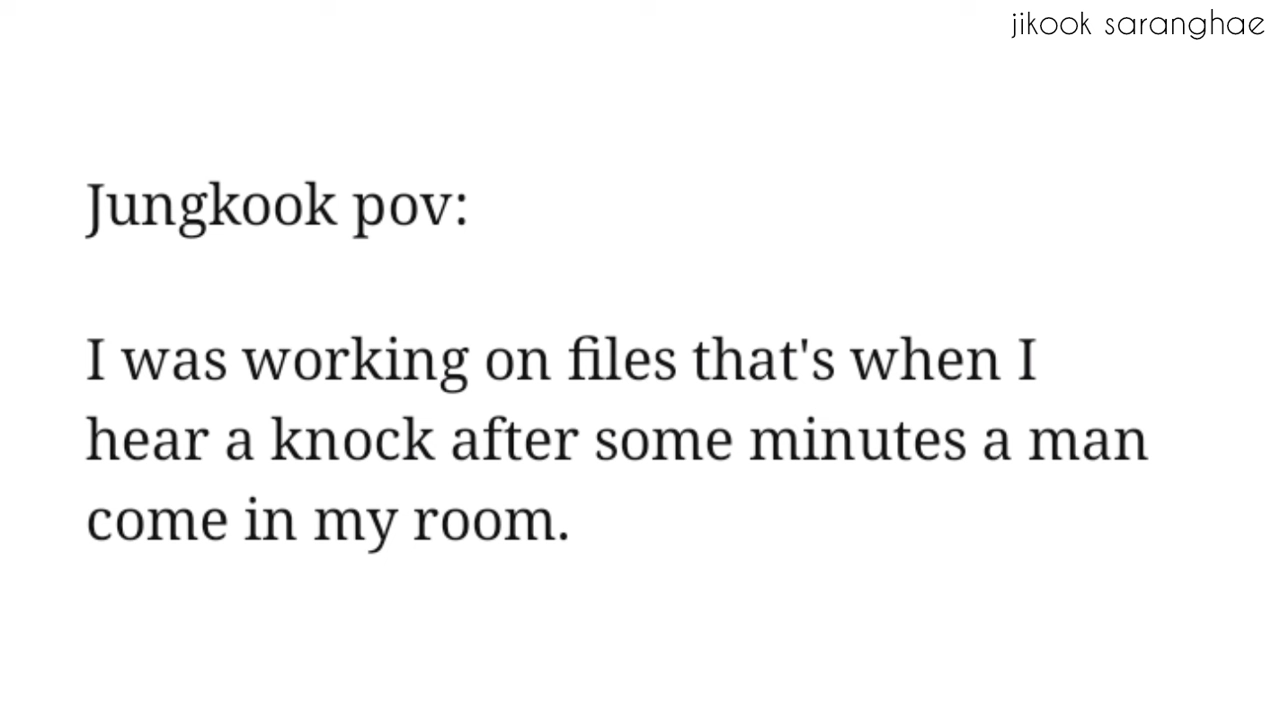 jikook saranghae
Jungkook pov:
I was working on files that's when I
hear a knock after some minutes a man
come in my room.